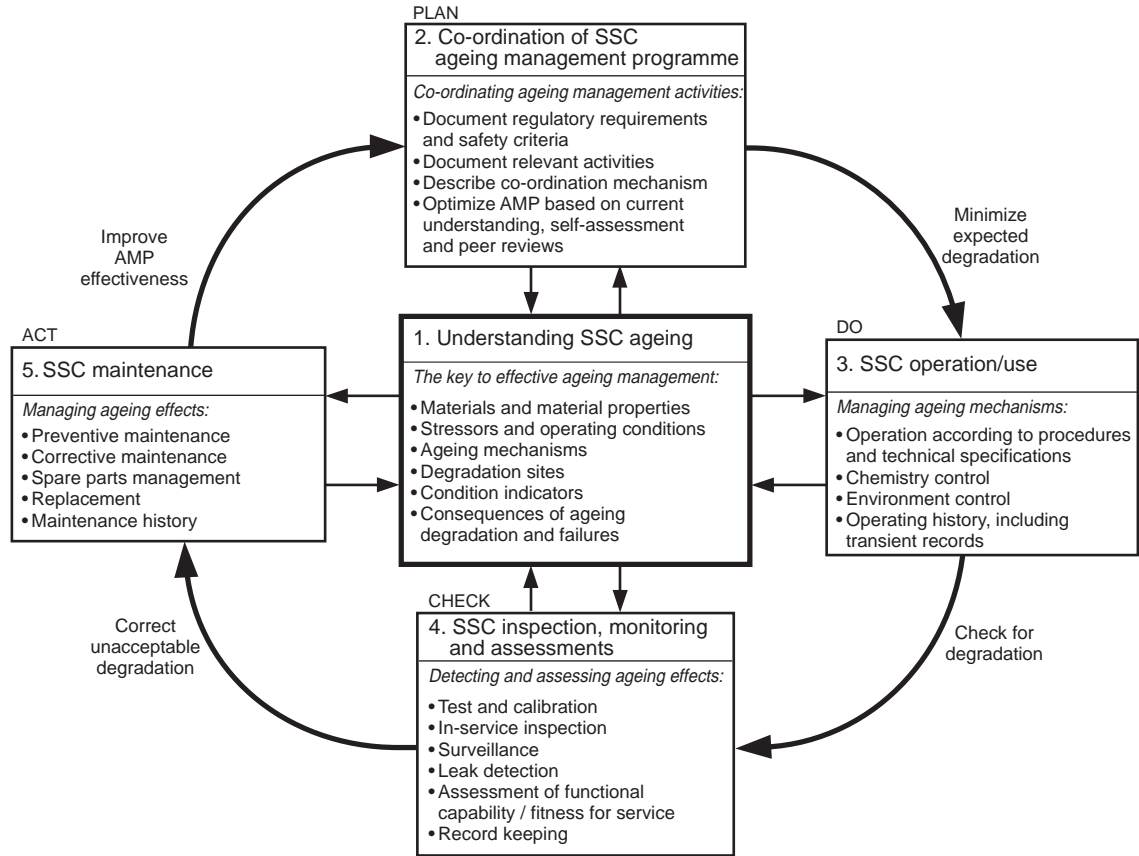 PLAN
2. Co-ordination of SSC
ageing management programme
Co-ordinating ageing management activities:
• Document regulatory requirements
and safety criteria
• Document relevant activities
• Describe co-ordination mechanism
• Optimize AMP based on current
understanding, self-assessment
and peer reviews
Improve
AMP
effectiveness
Minimize
expected
degradation
ACT
5. SSC maintenance
Managing ageing effects:
• Preventive maintenance
• Corrective maintenance
• Spare parts management
• Replacement
• Maintenance history
1. Understanding SSC ageing
The key to effective ageing management:
• Materials and material properties
• Stressors and operating conditions
• Ageing mechanisms
• Degradation sites
• Condition indicators
• Consequences of ageing
degradation and failures
DO
3. SSC operation/use
Managing ageing mechanisms:
• Operation according to procedures
and technical specifications
• Chemistry control
• Environment control
• Operating history, including
transient records
Correct
unacceptable
degradation
Check for
degradation
CHECK
4. SSC inspection, monitoring
and assessments
Detecting and assessing ageing effects:
• Test and calibration
• In-service inspection
• Surveillance
• Leak detection
• Assessment of functional
capability / fitness for service
• Record keeping